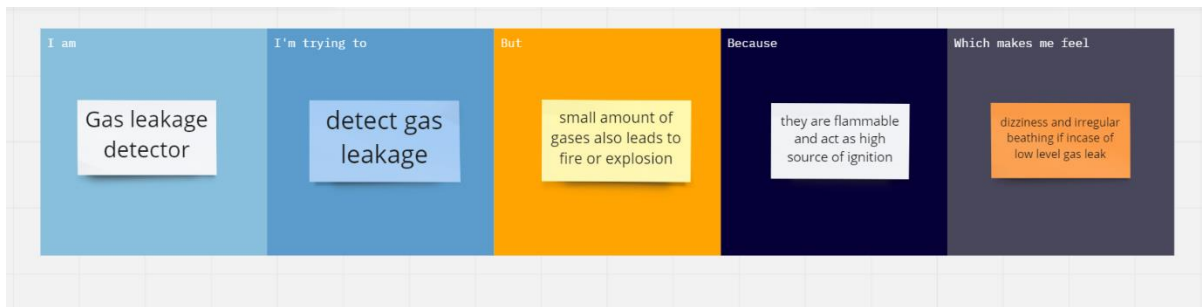 I am
Gas leakage
detector
I'm trying to
detect gas
leakage
But
small amount of
gases also leads to
fire or explosion
Because
they are flammable
and act as high
source of ignition
Which makes me feel
dizziness and irregular
beathing if incase of
low level gas leak